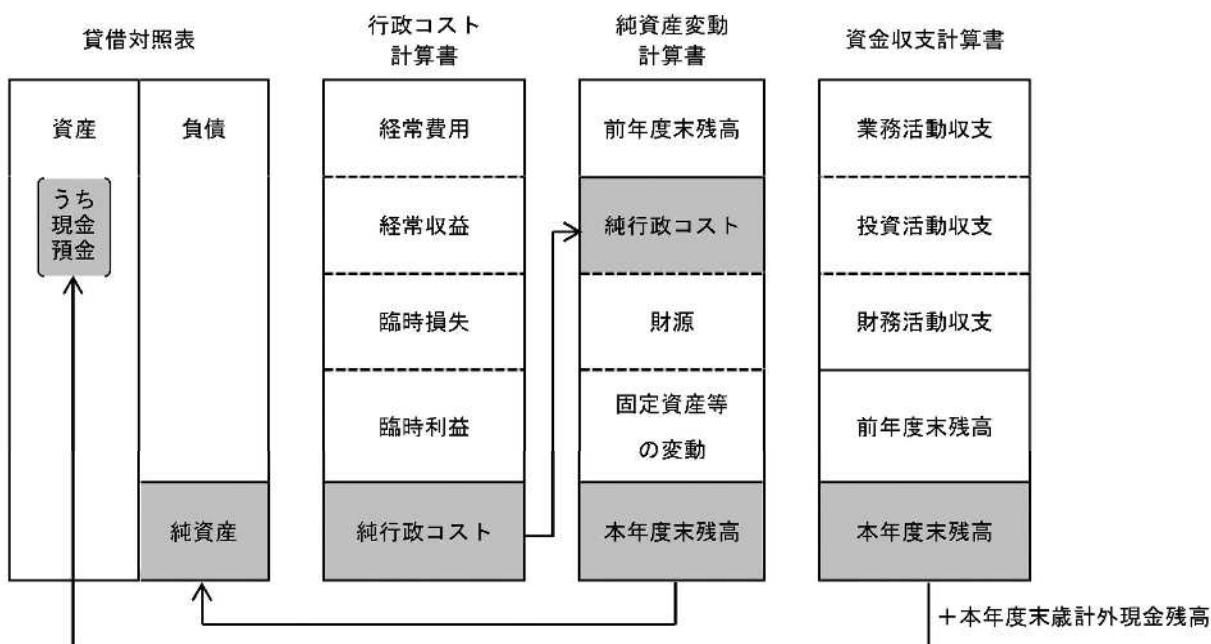 貸借対照表
資産
負債
うち
現金
預金
純資産
行政コスト
計算書
経常費用
経常収益
臨時損失
臨時利益
純行政コスト
純資産変動
計算書
前年度末残高
純行政コスト
財源
固定資産等
の変動
本年度末残高
資金収支計算書
業務活動収支
投資活動収支
財務活動収支
前年度末残高
本年度末残高
＋本年度末歳計外現金残高